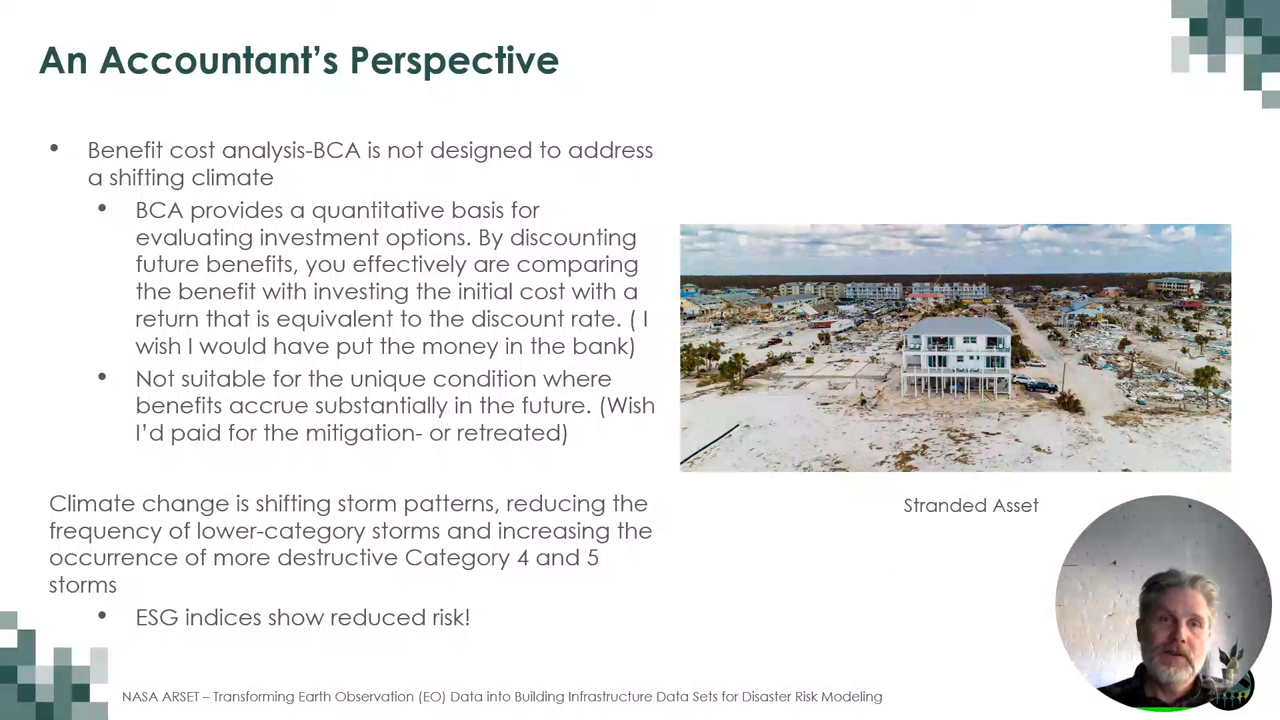 An Accountant's Perspective
• Benefit cost analysis-BCA is not designed to address
a shifting climate
• BCA provides a quantitative basis for
evaluating investment options. By discounting
future benefits, you effectively are comparing
the benefit with investing the initial cost with a
return that is equivalent to the discount rate. ( I
wish I would have put the money in the bank)
• Not suitable for the unique condition where
benefits accrue substantially in the future. (Wish
I'd paid for the mitigation- or retreated)
Climate change is shifting storm patterns, reducing the
frequency of lower-category storms and increasing the
occurrence of more destructive Category 4 and 5
storms
• ESG indices show reduced risk!
Stranded Asset
NASA ARSET – Transforming Earth Observation (EO) Data into Building Infrastructure Data Sets for Disaster Risk Modeling